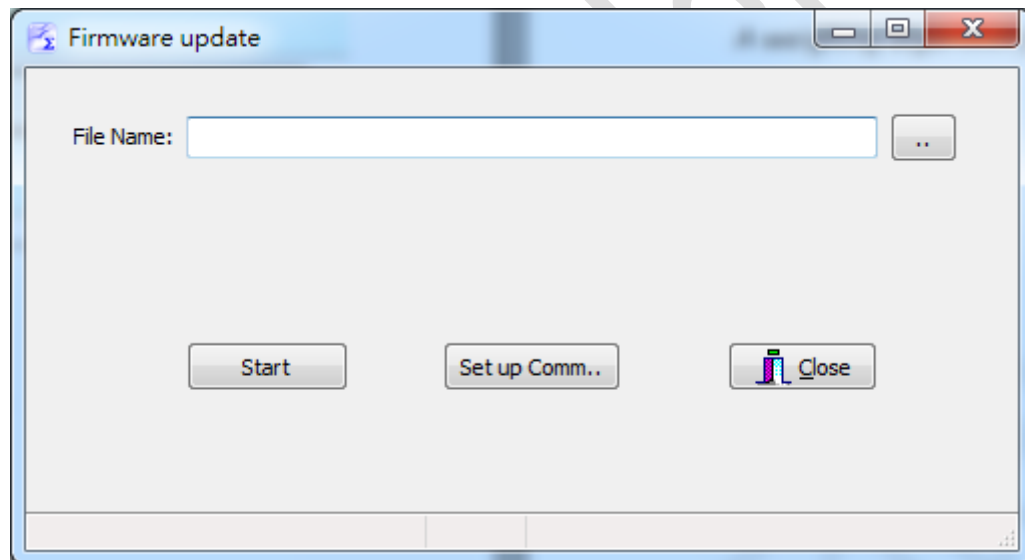 Firmware update
File Name:
..
Start
Set up Comm..
Close